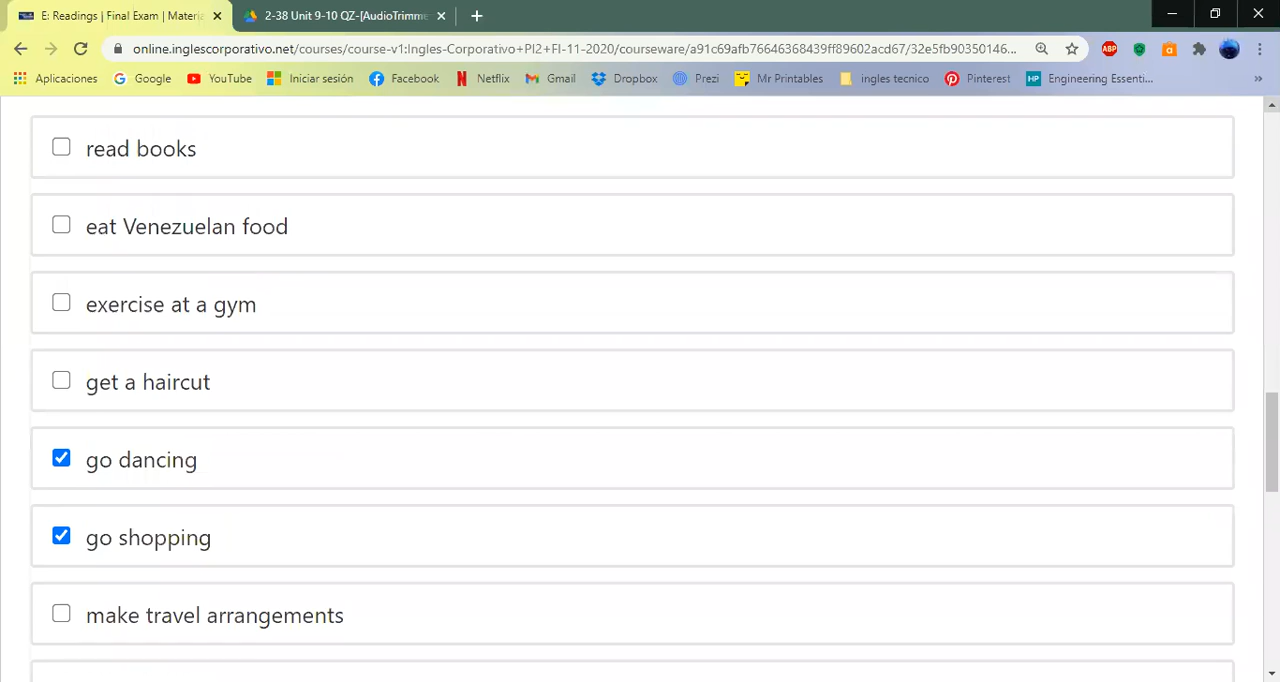 E: Readings | Final Exam | Materia
2-38 Unit 9-10 QZ-[AudioTrimme
online.inglescorporativo.net/courses/course-v1:Ingles-Corporativo+PI2+FI-11-2020/courseware/a91c69afb76646368439ff89602acd67/32e5fb90350146...
ABP
Aplicaciones Google YouTube Iniciar sesión Facebook Netflix Gmail Dropbox Prezi Mr Printables ingles tecnico Pinterest Engineering Essenti... »
read books
eat Venezuelan food
exercise at a gym
get a haircut
go dancing
go shopping
make travel arrangements